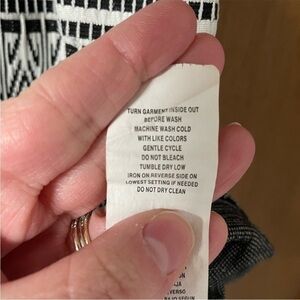 TURN GARMENT INSIDE OUT
BEFORE WASH
MACHINE WASH COLD
WITH LIKE COLORS
GENTLE CYCLE
DO NOT BLEACH
TUMBLE DRY LOW
IRON ON REVERSE SIDE ON
LOWEST SETTING IF NEEDED
DO NOT DRY CLEAN